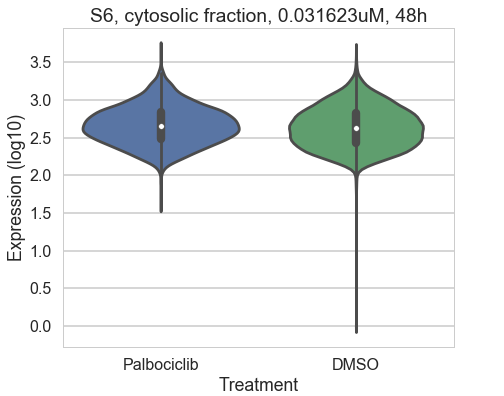 S6, cytosolic fraction, 0.031623uM, 48h
Expression (log10)
3.5
3.0
2.5
2.0
1.5
1.0
0.5
0.0
Palbociclib DMSO
Treatment